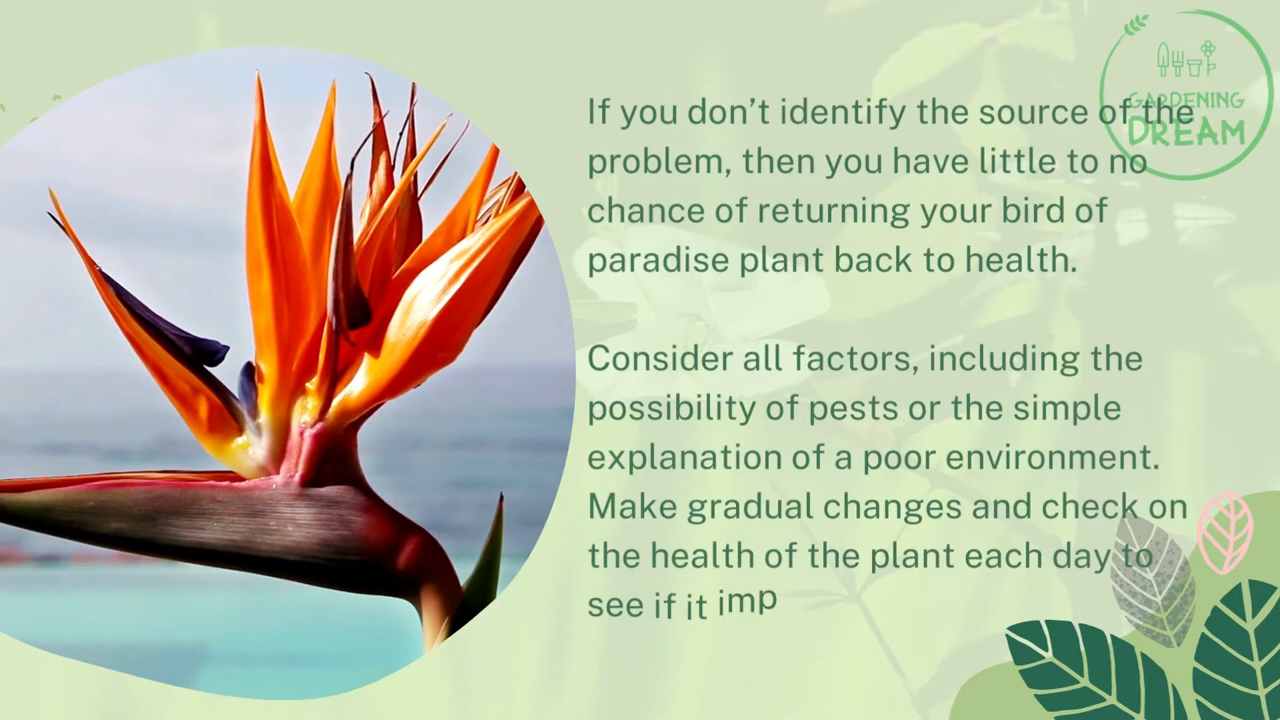 If you don’t identify the source of the
problem, then you have little to no
chance of returning your bird of
paradise plant back to health.
Consider all factors, including the
possibility of pests or the simple
explanation of a poor environment.
Make gradual changes and check on
the health of the plant each day to
see if it imp
GARDENING
DREAM